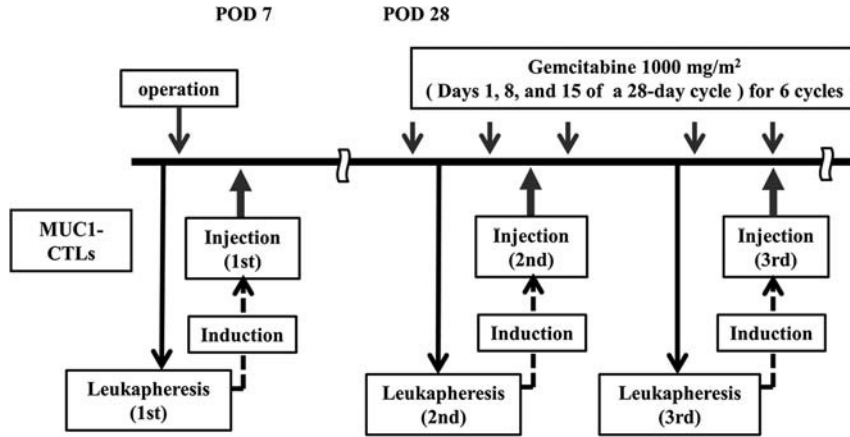 POD 7
POD 28
operation
Gemcitabine 1000 mg/m²
( Days 1, 8, and 15 of a 28-day cycle ) for 6 cycles
MUC1-
CTLs
Injection
(1st)
Injection
(2nd)
Injection
(3rd)
Induction
Induction
Induction
Leukapheresis
(1st)
Leukapheresis
(2nd)
Leukapheresis
(3rd)